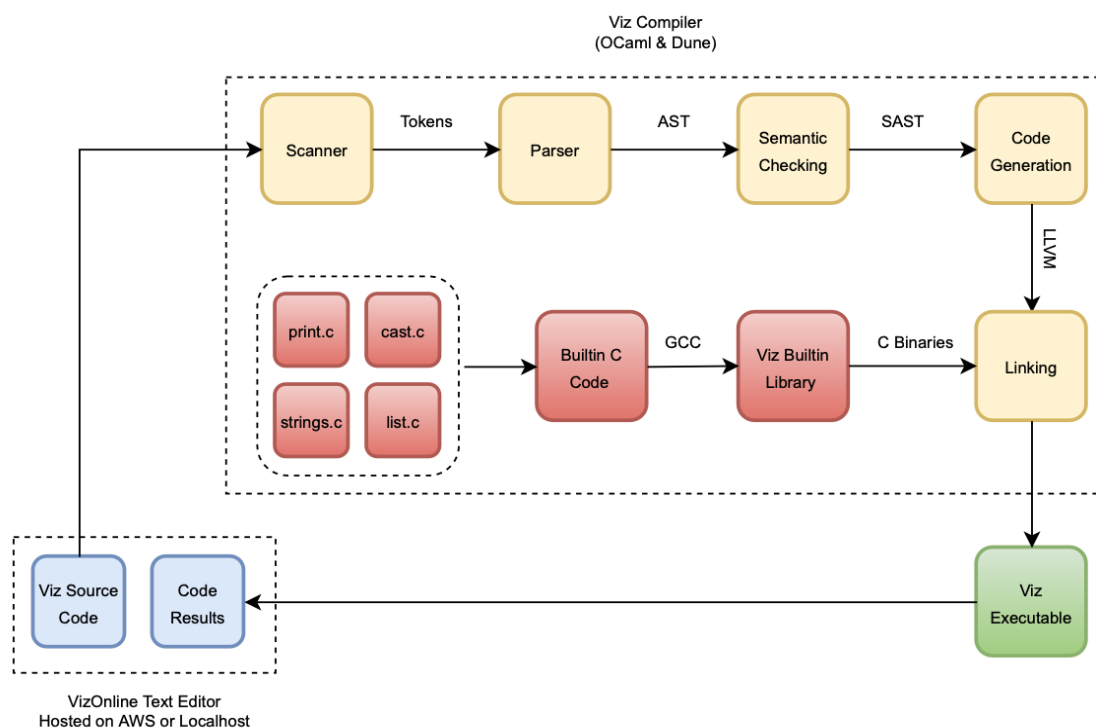 Viz Compiler
(OCaml & Dune)
Scanner
Tokens
Parser
AST
Semantic
Checking
SAST
Code
Generation
LLVM
print.c
cast.c
strings.c
list.c
Builtin C
Code
GCC
Viz Builtin
Library
C Binaries
Linking
Viz Source
Code
Code
Results
Viz
Executable
VizOnline Text Editor
Hosted on AWS or Localhost